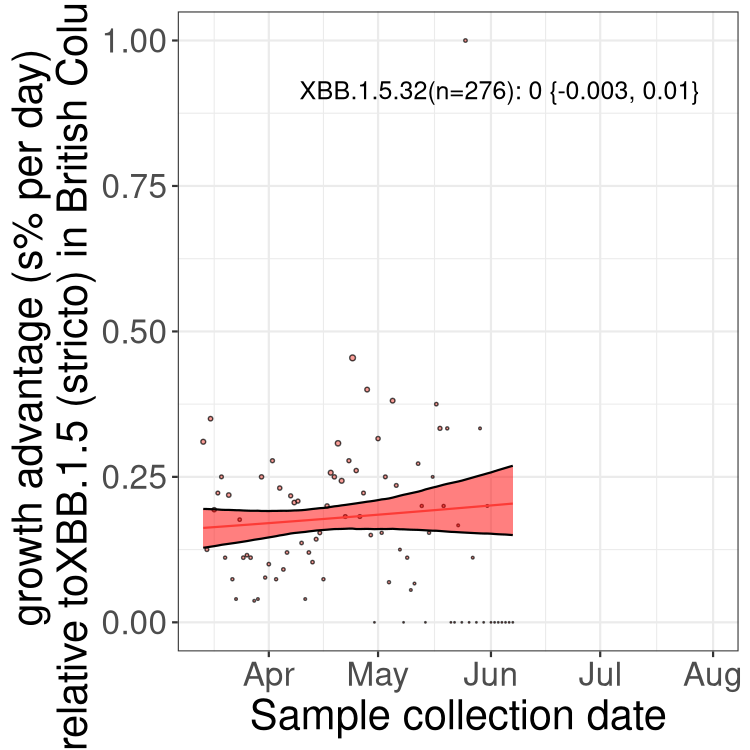 growth advantage (s% per day)
relative toXBB.1.5 (stricto) in British Colu
1.00
0.75
0.50
0.25
0.00
XBB.1.5.32(n=276): 0 {-0.003, 0.01}
Apr May Jun Jul Aug
Sample collection date